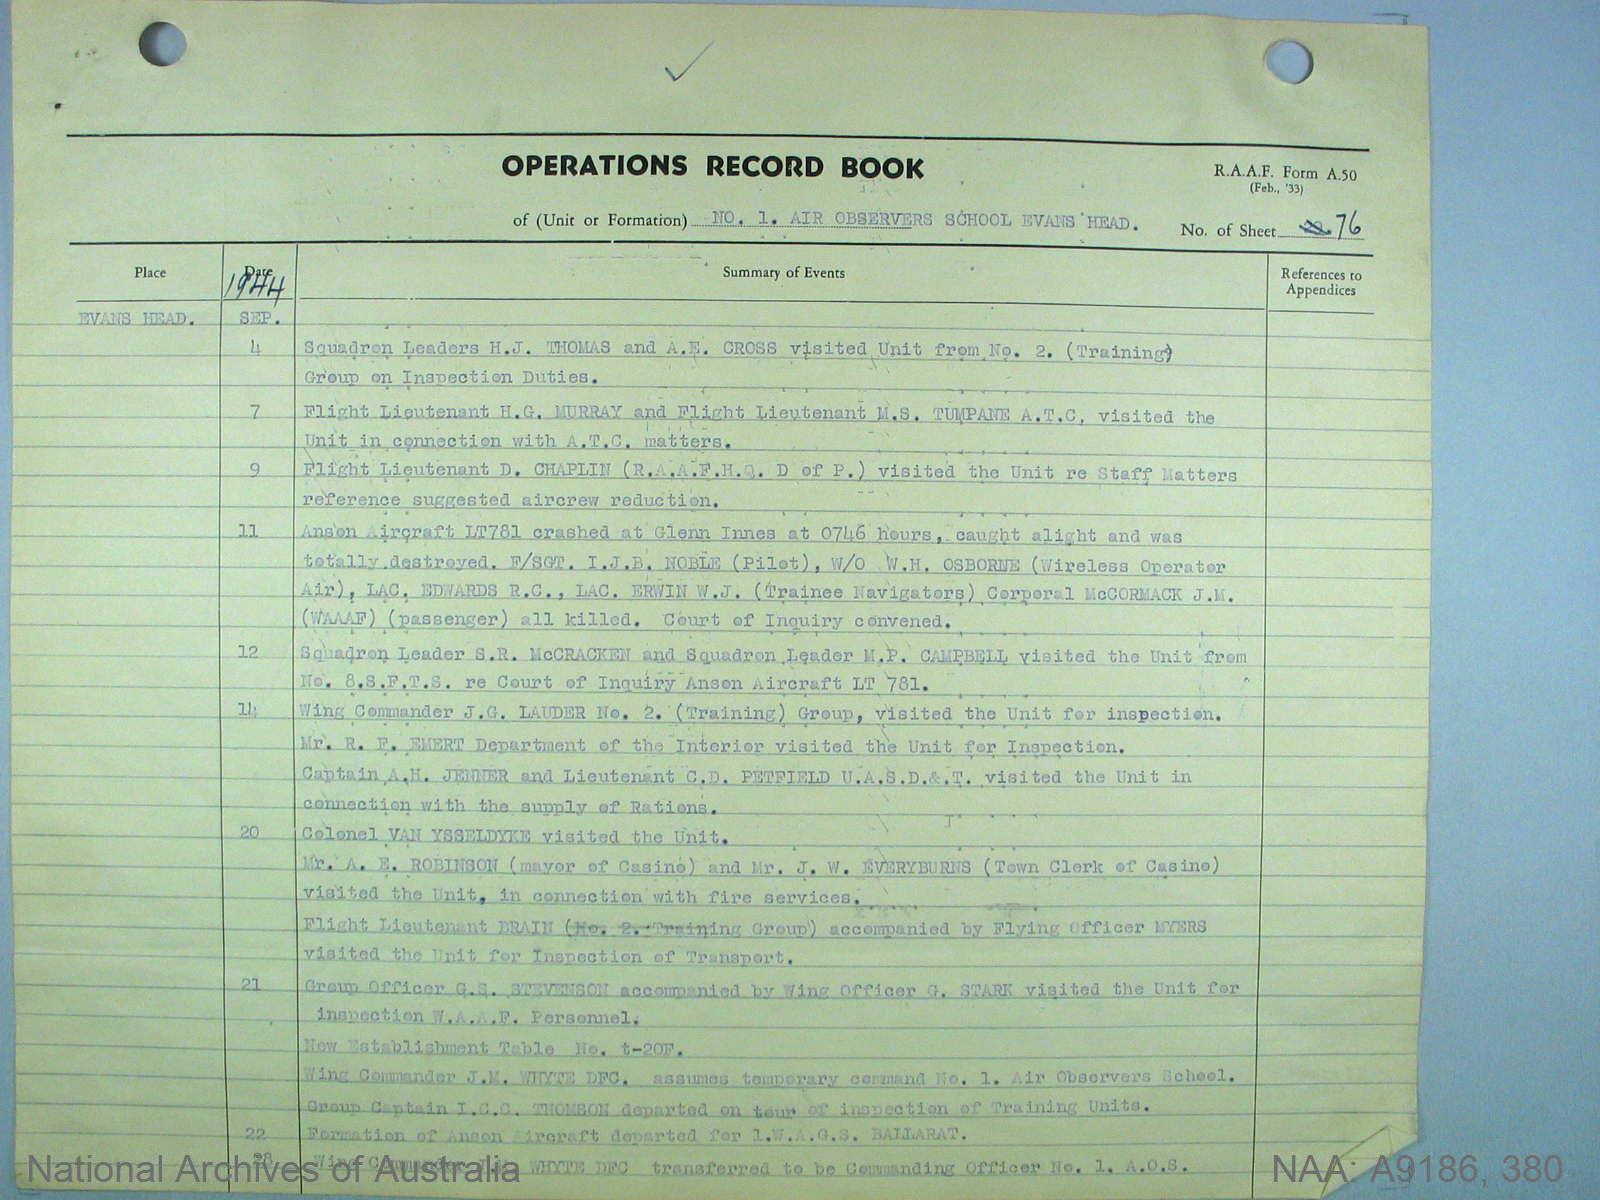 OPERATIONS RECORD BOOK
R.A.A.F. Form A.50
(Feb., '33)
of (Unit or Formation) NO. 1. AIR OBSERVERS SCHOOL EVANS HEAD.
No. of Sheet 76
Place
Date
1944
Summary of Events
References to
Appendices
EVANS HEAD. SEP.
4 Squadron Leaders H.J. THOMAS and A.E. CROSS visited Unit from No. 2. (Training)
Group on Inspection Duties.
7 Flight Lieutenant H.G. MURRAY and Flight Lieutenant M.S. TUMPANE A.T.C, visited the
Unit in connection with A.T.C. matters.
9 Flight Lieutenant D. CHAPLIN (R.A.A.F.H.Q. D of P.) visited the Unit re Staff Matters
reference suggested aircrew reduction.
11 Anson Aircraft LT781 crashed at Glenn Innes at 0746 hours, caught alight and was
totally destroyed. F/SGT. I.J.B. NOBLE (Pilot), W/O W.H. OSBORNE (Wireless Operator
Air), LAC. EDWARDS R.C., LAC. ERWIN W.J. (Trainee Navigators) Corporal McCORMACK J.M.
(WAAAF) (passenger) all killed. Court of Inquiry convened.
12 Squadron Leader S.R. McCRACKEN and Squadron Leader M.P. CAMPBELL visited the Unit from
No. 8.S.F.T.S. re Court of Inquiry Anson Aircraft LT 781.
14 Wing Commander J.G. LAUDER No. 2. (Training) Group, visited the Unit for inspection.
Mr. R. F. EMERT Department of the Interior visited the Unit for Inspection.
Captain A.H. JENNER and Lieutenant C.D. PETFIELD U.A.S.D.&.T. visited the Unit in
connection with the supply of Rations.
20 Colonel VAN YSSELDYKE visited the Unit.
Mr. A. E. ROBINSON (mayor of Casino) and Mr. J. W. EVERYBURNS (Town Clerk of Casino)
visited the Unit, in connection with fire services.
Flight Lieutenant BRAIN (No. 2. Training Group) accompanied by Flying Officer MYERS
visited the Unit for Inspection of Transport.
21 Group Officer G.S. STEVENSON accompanied by Wing Officer G. STARK visited the Unit for
inspection W.A.A.F. Personnel.
New Establishment Table No. t-20F.
Wing Commander J.M. WHYTE DFC. assumes temporary command No. 1. Air Observers School.
Group Captain I.C.C. THOMSON departed on tour of inspection of Training Units.
22 Formation of Anson Aircraft departed for 1.W.A.G.S. BALLARAT.
28 Wing Commander J.M. WHYTE DFC transferred to be Commanding Officer No. 1. A.O.S.
National Archives of Australia
NAA: A9186, 380